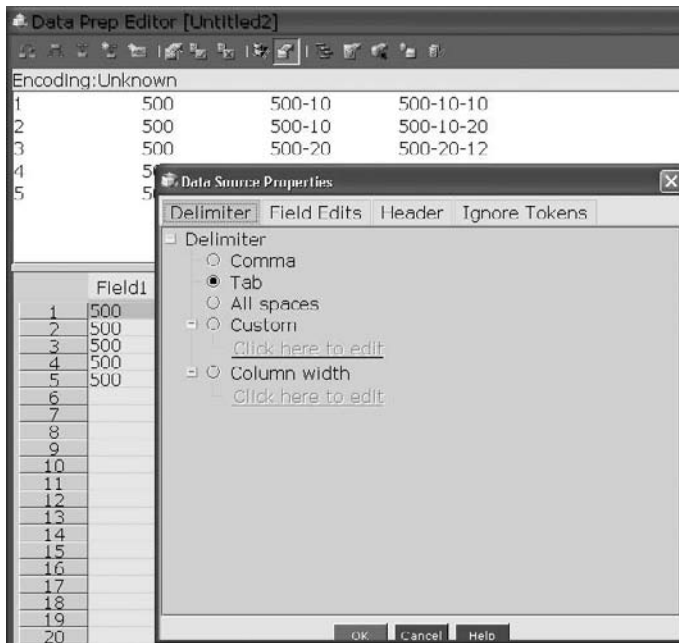 Data Prep Editor [Untitled2]
Encoding:Unknown
1 500 500-10 500-10-10
2 500 500-10 500-10-20
3 500 500-20 500-20-12
4
5
Data Source Properties
Delimiter Field Edits Header Ignore Tokens
Delimiter
Comma
Tab
All spaces
Custom
Click here to edit
Column width
Click here to edit
OK Cancel Help
Field1
1 500
2 500
3 500
4 500
5 500
6
7
8
9
10
11
12
13
14
15
16
17
18
19
20